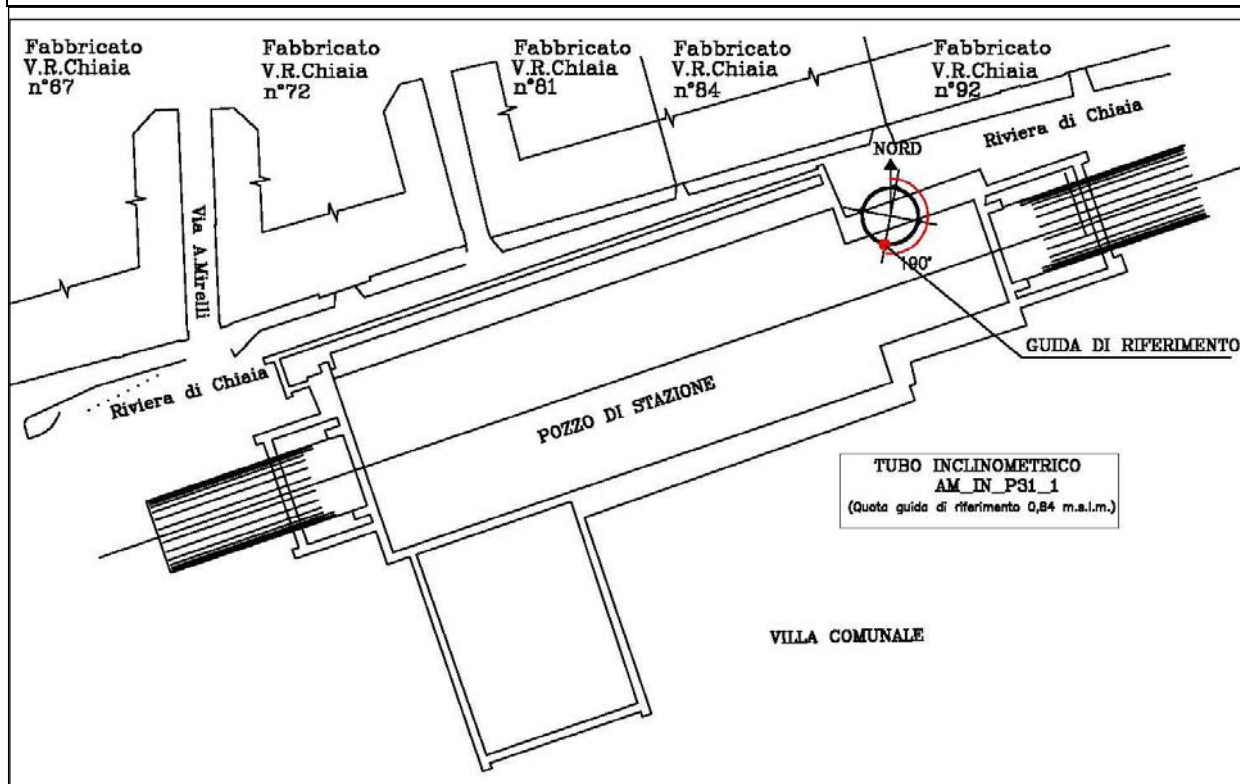 Fabbricato
V.R.Chiaia
n°67
Fabbricato
V.R.Chiaia
n°72
Fabbricato
V.R.Chiaia
n°81
Fabbricato
V.R.Chiaia
n°84
Fabbricato
V.R.Chiaia
n°92
Riviera di Chiaia
NORD
Via A.Mirelli
190°
GUIDA DI RIFERIMENTO
Riviera di Chiaia
POZZO DI STAZIONE
TUBO INCLINOMETRICO
AM_IN_P31_1
(Quota guida di riferimento 0,84 m.s.l.m.)
VILLA COMUNALE